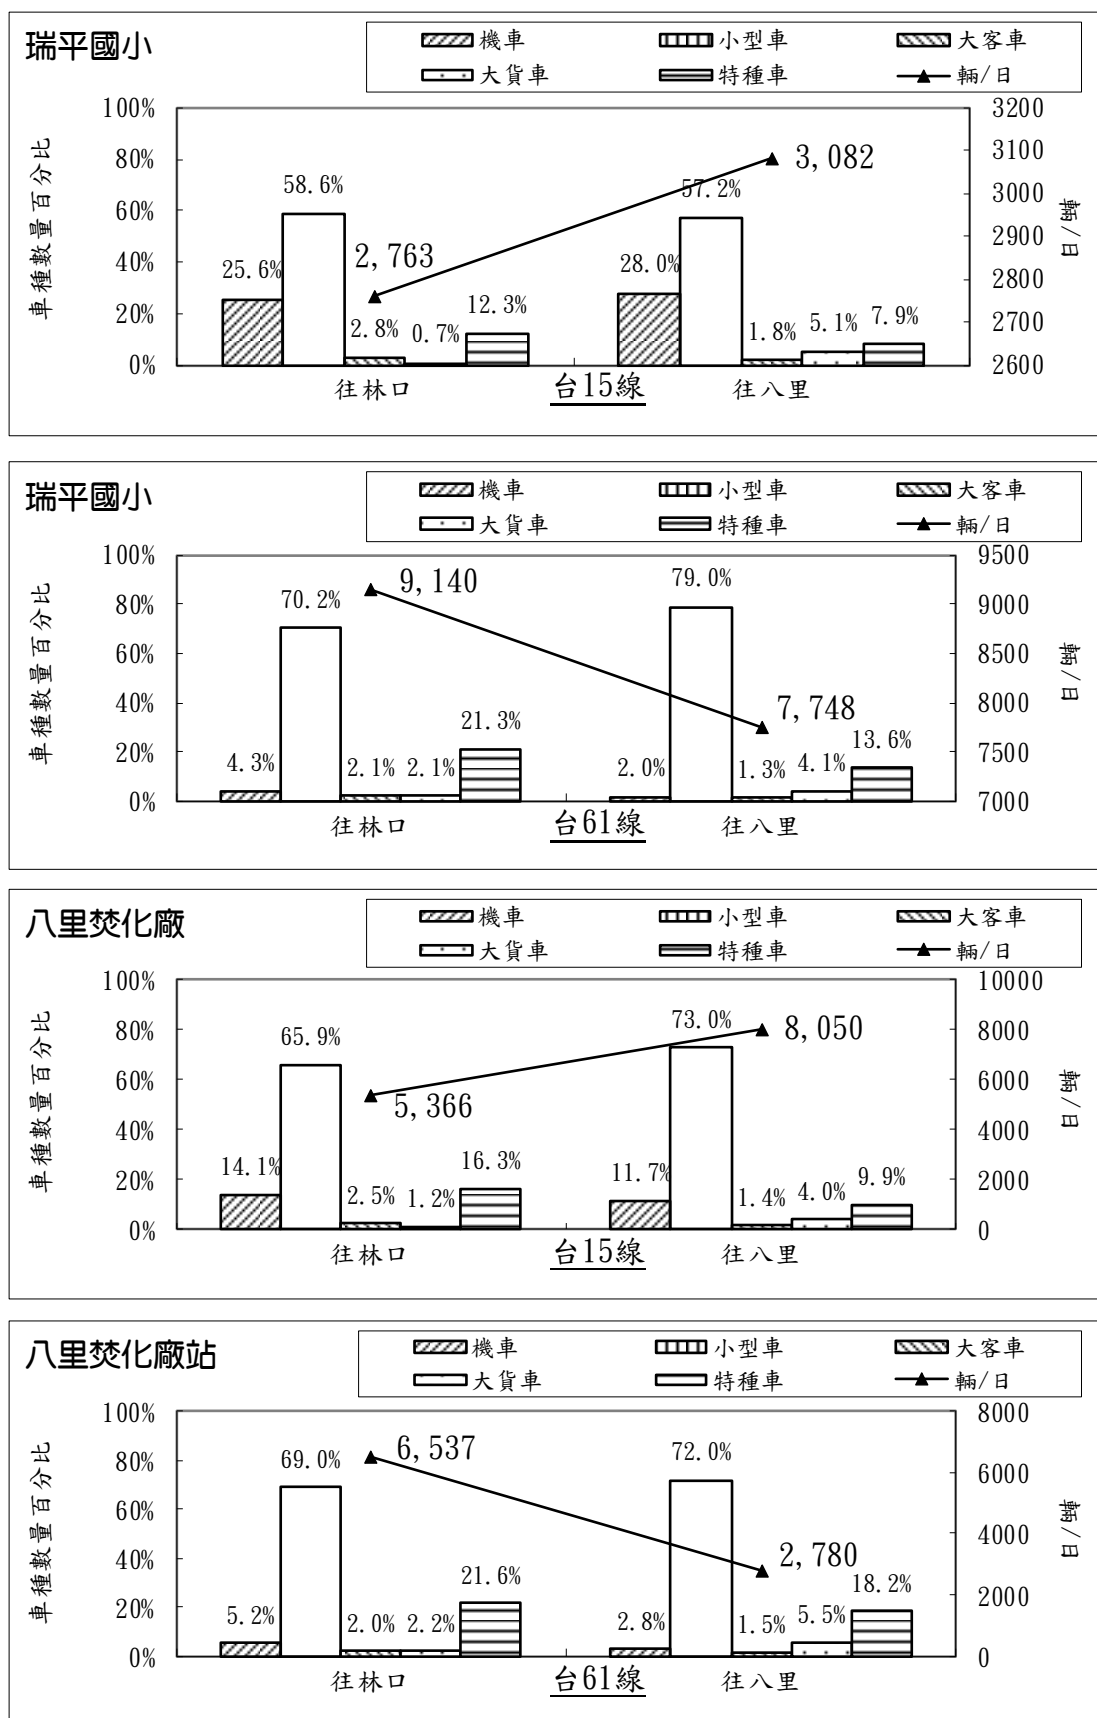 瑞平國小
機車 小型車 大客車
大貨車 特種車 輛/日
車種數量百分比
輛/日
100% 3200
80% 3100
60% 3000
40% 2900
20% 2800
0% 2700
2600
25.6% 58.6% 2.8% 0.7% 12.3%
2,763
28.0% 57.2% 1.8% 5.1% 7.9%
3,082
往林口 台15線 往八里
瑞平國小
機車 小型車 大客車
大貨車 特種車 輛/日
車種數量百分比
輛/日
100% 9500
80% 9000
60% 8500
40% 8000
20% 7500
0% 7000
4.3% 70.2% 2.1% 2.1% 21.3%
9,140
2.0% 79.0% 1.3% 4.1% 13.6%
7,748
往林口 台61線 往八里
八里焚化廠
機車 小型車 大客車
大貨車 特種車 輛/日
車種數量百分比
輛/日
100% 10000
80% 8000
60% 6000
40% 4000
20% 2000
0% 0
14.1% 65.9% 2.5% 1.2% 16.3%
5,366
11.7% 73.0% 1.4% 4.0% 9.9%
8,050
往林口 台15線 往八里
八里焚化廠站
機車 小型車 大客車
大貨車 特種車 輛/日
車種數量百分比
輛/日
100% 8000
80% 6000
60% 4000
40% 2000
20% 0
0%
5.2% 69.0% 2.0% 2.2% 21.6%
6,537
2.8% 72.0% 1.5% 5.5% 18.2%
2,780
往林口 台61線 往八里